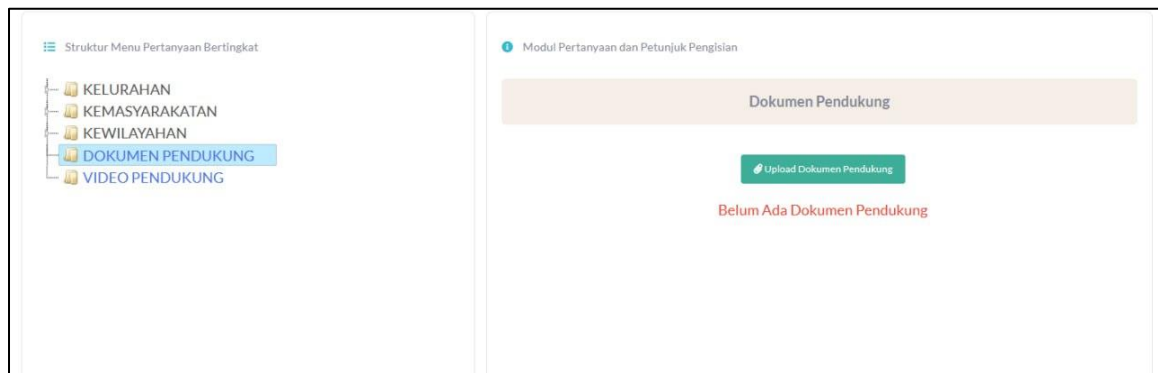 Struktur Menu Pertanyaan Bertingkat
KELURAHAN
KEMASYARAKATAN
KEWILAYAHAN
DOKUMEN PENDUKUNG
VIDEO PENDUKUNG
Modul Pertanyaan dan Petunjuk Pengisian
Dokumen Pendukung
Upload Dokumen Pendukung
Belum Ada Dokumen Pendukung